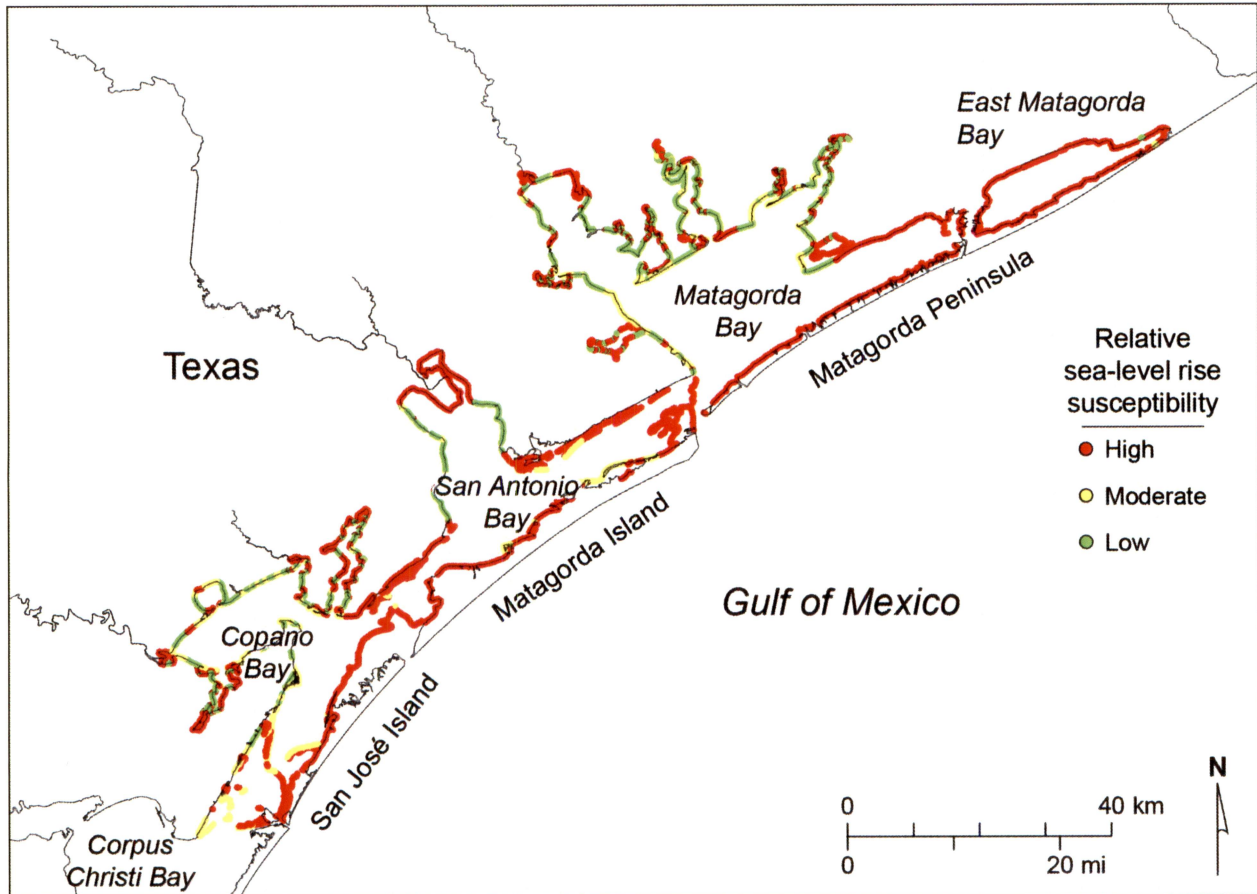 East Matagorda
Bay
Matagorda
Bay
Matagorda Peninsula
Texas
Relative
sea-level rise
susceptibility
High
Moderate
Low
San Antonio
Bay
Matagorda Island
Gulf of Mexico
Copano
Bay
San José Island
Corpus
Christi Bay
N
0 40 km
0 20 mi